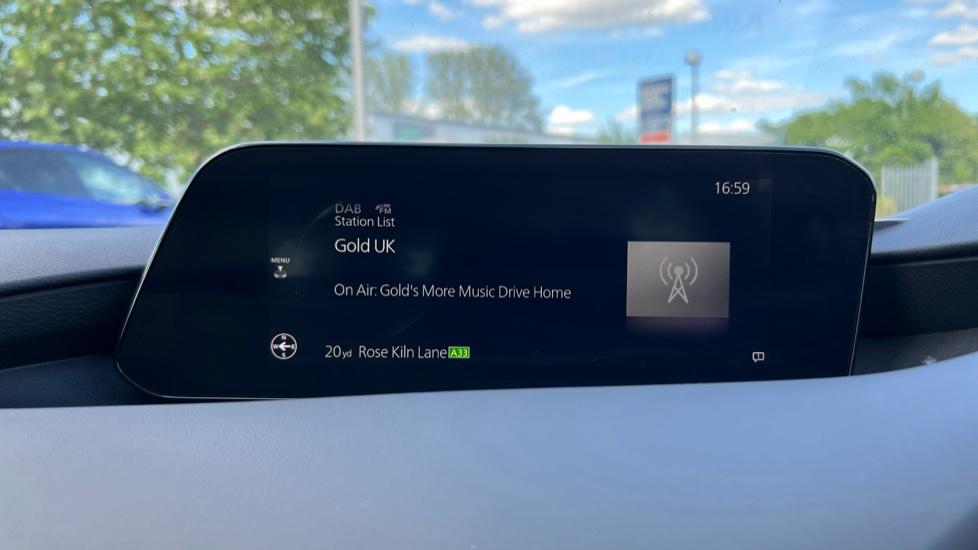 16:59
DAB FM
Station List
Gold UK
MENU
On Air: Gold's More Music Drive Home
N
W E
S
20yd Rose Kiln Lane A33